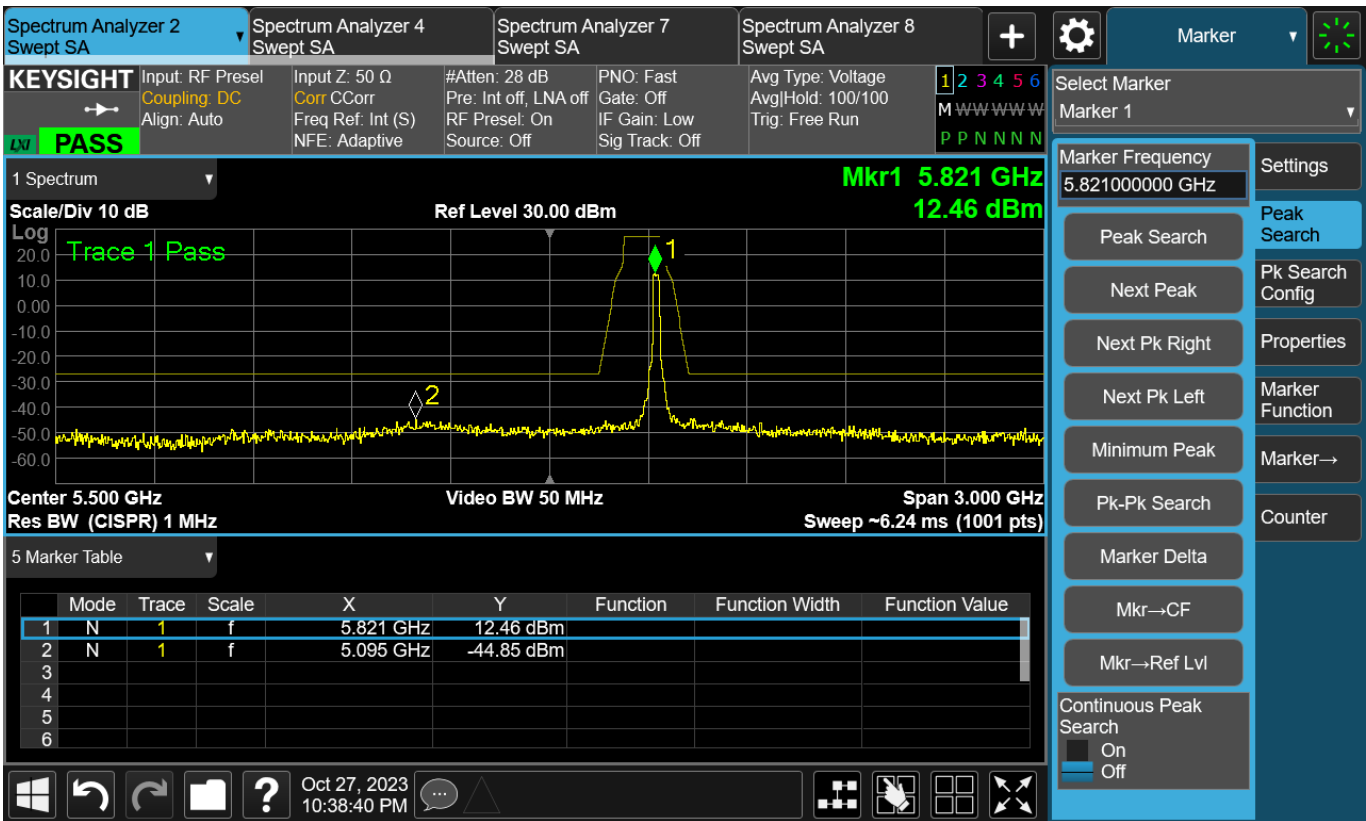 Spectrum Analyzer 2
Swept SA
Spectrum Analyzer 4
Swept SA
Spectrum Analyzer 7
Swept SA
Spectrum Analyzer 8
Swept SA
+
Marker
KEYSIGHT
LXI
PASS
Input: RF Presel
Coupling: DC
Align: Auto
Input Z: 50 Ω
Corr CCorr
Freq Ref: Int (S)
NFE: Adaptive
#Atten: 28 dB
Pre: Int off, LNA off
RF Presel: On
Source: Off
PNO: Fast
Gate: Off
IF Gain: Low
Sig Track: Off
Avg Type: Voltage
Avg|Hold: 100/100
Trig: Free Run
1 2 3 4 5 6
M W W W W W
P P N N N N
Select Marker
Marker 1
1 Spectrum
Mkr1 5.821 GHz
12.46 dBm
Scale/Div 10 dB
Ref Level 30.00 dBm
Log
Trace 1 Pass
1
2
20.0
10.0
0.00
-10.0
-20.0
-30.0
-40.0
-50.0
-60.0
Center 5.500 GHz
Video BW 50 MHz
Span 3.000 GHz
Res BW (CISPR) 1 MHz
Sweep ~6.24 ms (1001 pts)
5 Marker Table
Mode Trace Scale X Y Function Function Width Function Value
1 N 1 f 5.821 GHz 12.46 dBm
2 N 1 f 5.095 GHz -44.85 dBm
3
4
5
6
Marker Frequency
5.821000000 GHz
Peak Search
Next Peak
Next Pk Right
Next Pk Left
Minimum Peak
Pk-Pk Search
Marker Delta
Mkr→CF
Mkr→Ref Lvl
Continuous Peak
Search
On
Off
Settings
Peak
Search
Pk Search
Config
Properties
Marker
Function
Marker→
Counter
?
Oct 27, 2023
10:38:40 PM